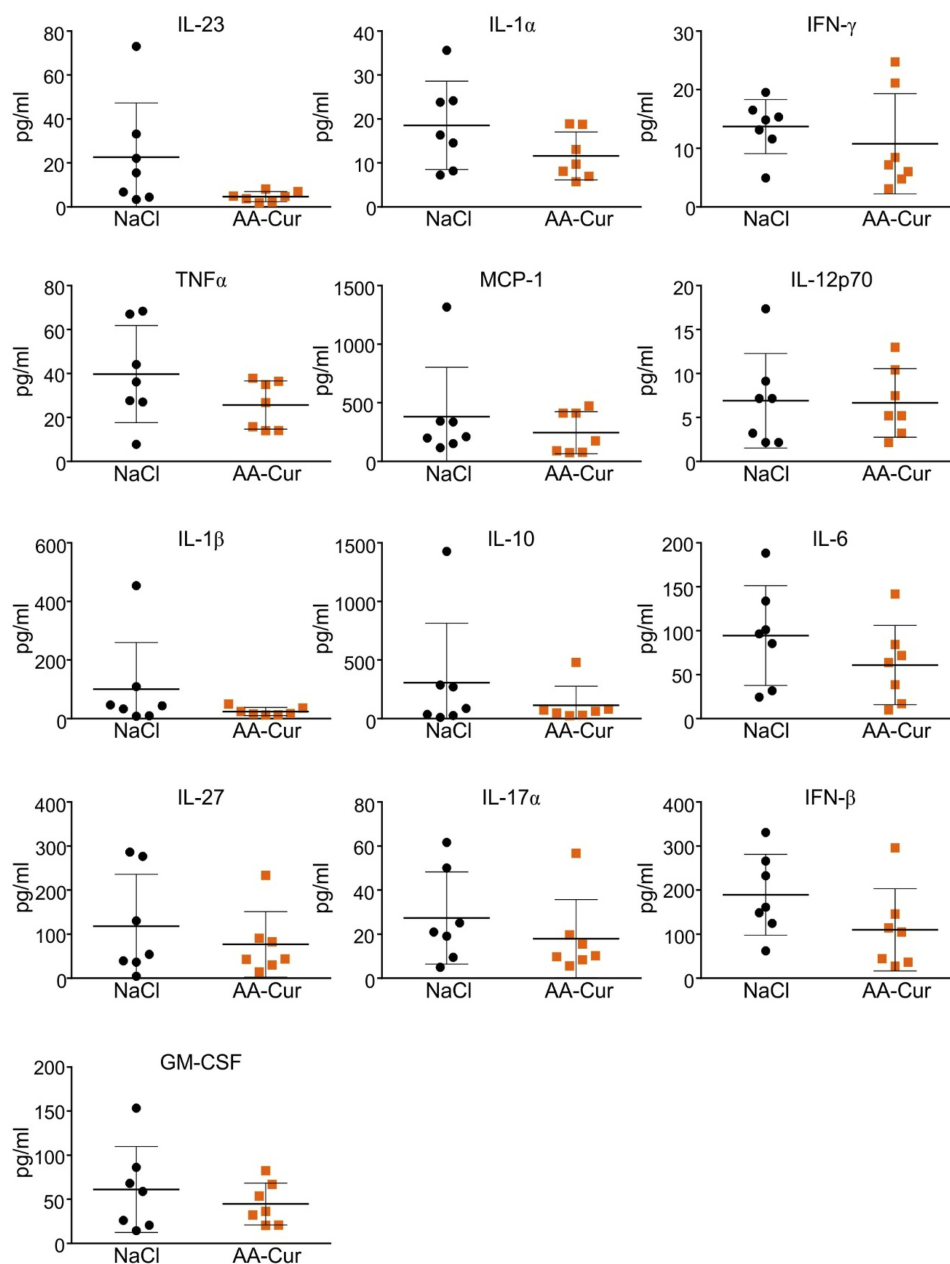 IL-23 IL-1α IFN-γ
80 40 30
60 30
20
40 20
10
20 10
0 0 0
pg/ml pg/ml pg/ml
NaCl AA-Cur NaCl AA-Cur NaCl AA-Cur
TNFα MCP-1 IL-12p70
80 1500 20
60 15
1000
40 10
500
20 5
0 0 0
pg/ml pg/ml pg/ml
NaCl AA-Cur NaCl AA-Cur NaCl AA-Cur
IL-1β IL-10 IL-6
600 1500 200
150
400 1000
100
200 500
50
0 0 0
pg/ml pg/ml pg/ml
NaCl AA-Cur NaCl AA-Cur NaCl AA-Cur
IL-27 IL-17α IFN-β
400 80 400
300 60 300
200 40 200
100 20 100
0 0 0
pg/ml pg/ml pg/ml
NaCl AA-Cur NaCl AA-Cur NaCl AA-Cur
GM-CSF
200
150
100
50
0
pg/ml
NaCl AA-Cur